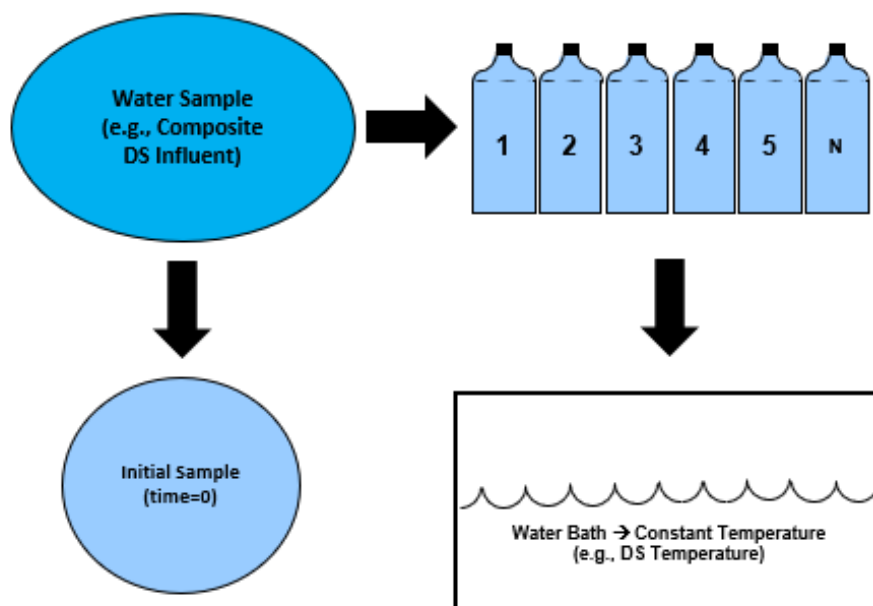 Water Sample
(e.g., Composite
DS Influent)
1 2 3 4 5 N
Initial Sample
(time=0)
Water Bath → Constant Temperature
(e.g., DS Temperature)